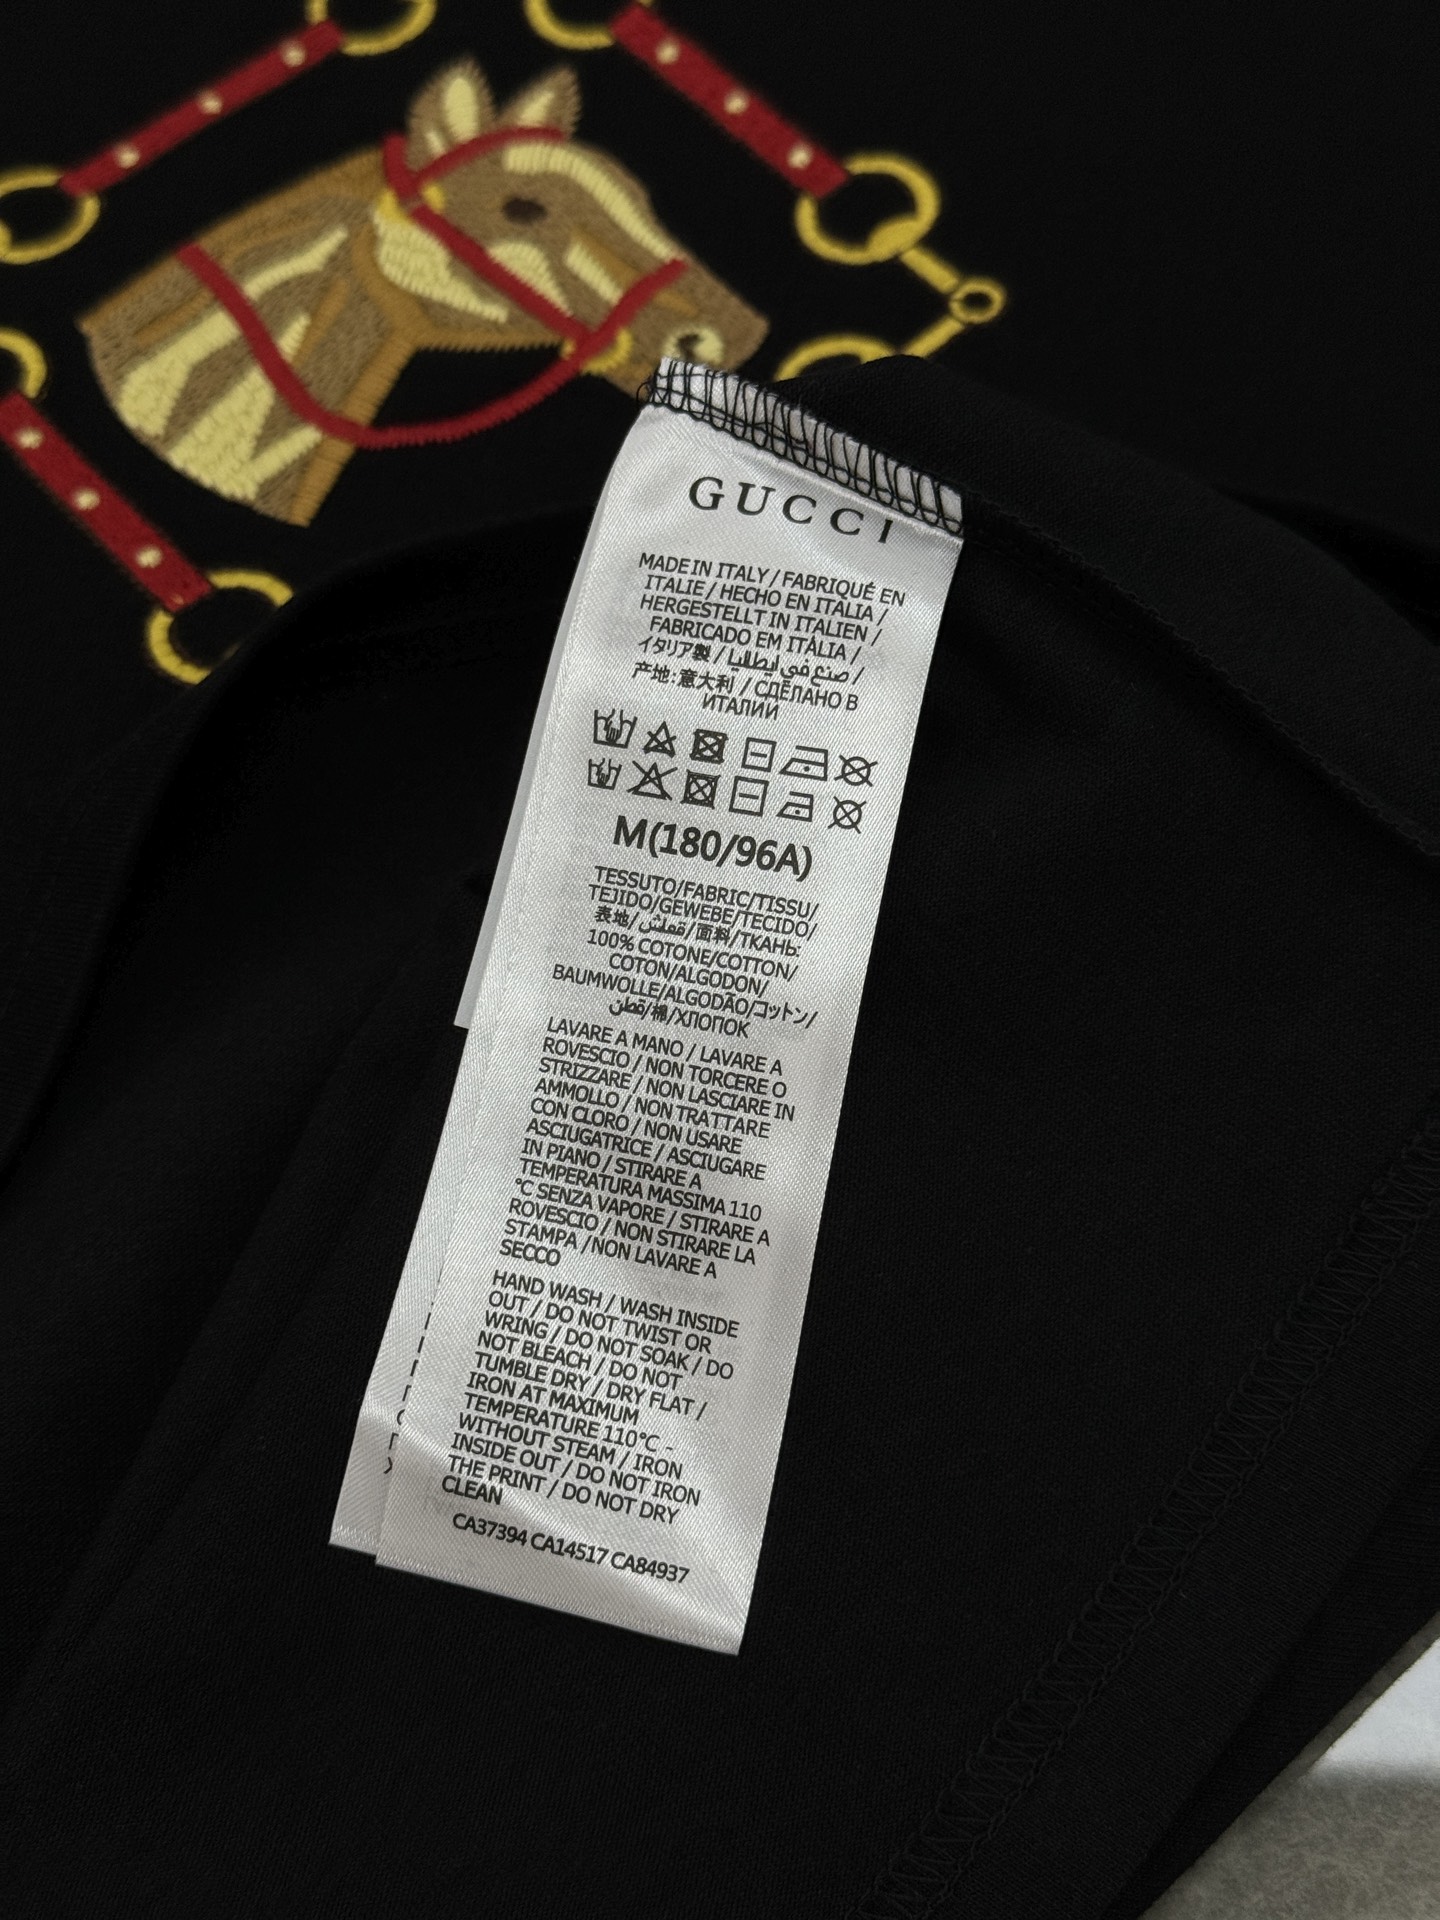 GUCCI
MADE IN ITALY / FABRIQUÉ EN
ITALIE / HECHO EN ITALIA /
HERGESTELLT IN ITALIEN /
FABRICADO EM ITÀLIA /
イタリア製 / صنع في ايطاليا /
产地:意大利 / СДЕЛАНО В
ИТАЛИИ
M(180/96A)
TESSUTO/FABRIC/TISSU/
TEJIDO/GEWEBE/TECIDO/
表地/قماش/面料/ТКАНЬ:
100% COTONE/COTTON/
COTON/ALGODON/
BAUMWOLLE/ALGODÃO/コットン/
قطن/棉/ХЛОПОК
LAVARE A MANO / LAVARE A
ROVESCIO / NON TORCERE O
STRIZZARE / NON LASCIARE IN
AMMOLLO / NON TRATTARE
CON CLORO / NON USARE
ASCIUGATRICE / ASCIUGARE
IN PIANO / STIRARE A
TEMPERATURA MASSIMA 110
°C SENZA VAPORE / STIRARE A
ROVESCIO / NON STIRARE LA
STAMPA /NON LAVARE A
SECCO
HAND WASH / WASH INSIDE
OUT / DO NOT TWIST OR
WRING / DO NOT SOAK / DO
NOT BLEACH / DO NOT
TUMBLE DRY / DRY FLAT /
IRON AT MAXIMUM
TEMPERATURE 110°C -
WITHOUT STEAM / IRON
INSIDE OUT / DO NOT IRON
THE PRINT / DO NOT DRY
CLEAN
CA37394 CA14517 CA84937